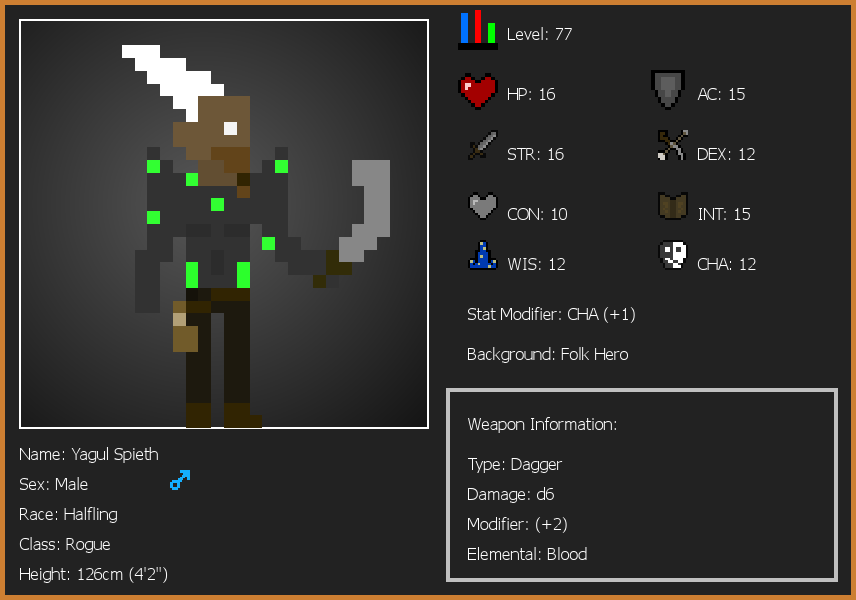 Level: 77
HP: 16
AC: 15
STR: 16
DEX: 12
CON: 10
INT: 15
WIS: 12
CHA: 12
Stat Modifier: CHA (+1)
Background: Folk Hero
Weapon Information:
Type: Dagger
Damage: d6
Modifier: (+2)
Elemental: Blood
Name: Yagul Spieth
Sex: Male
Race: Halfling
Class: Rogue
Height: 126cm (4'2")